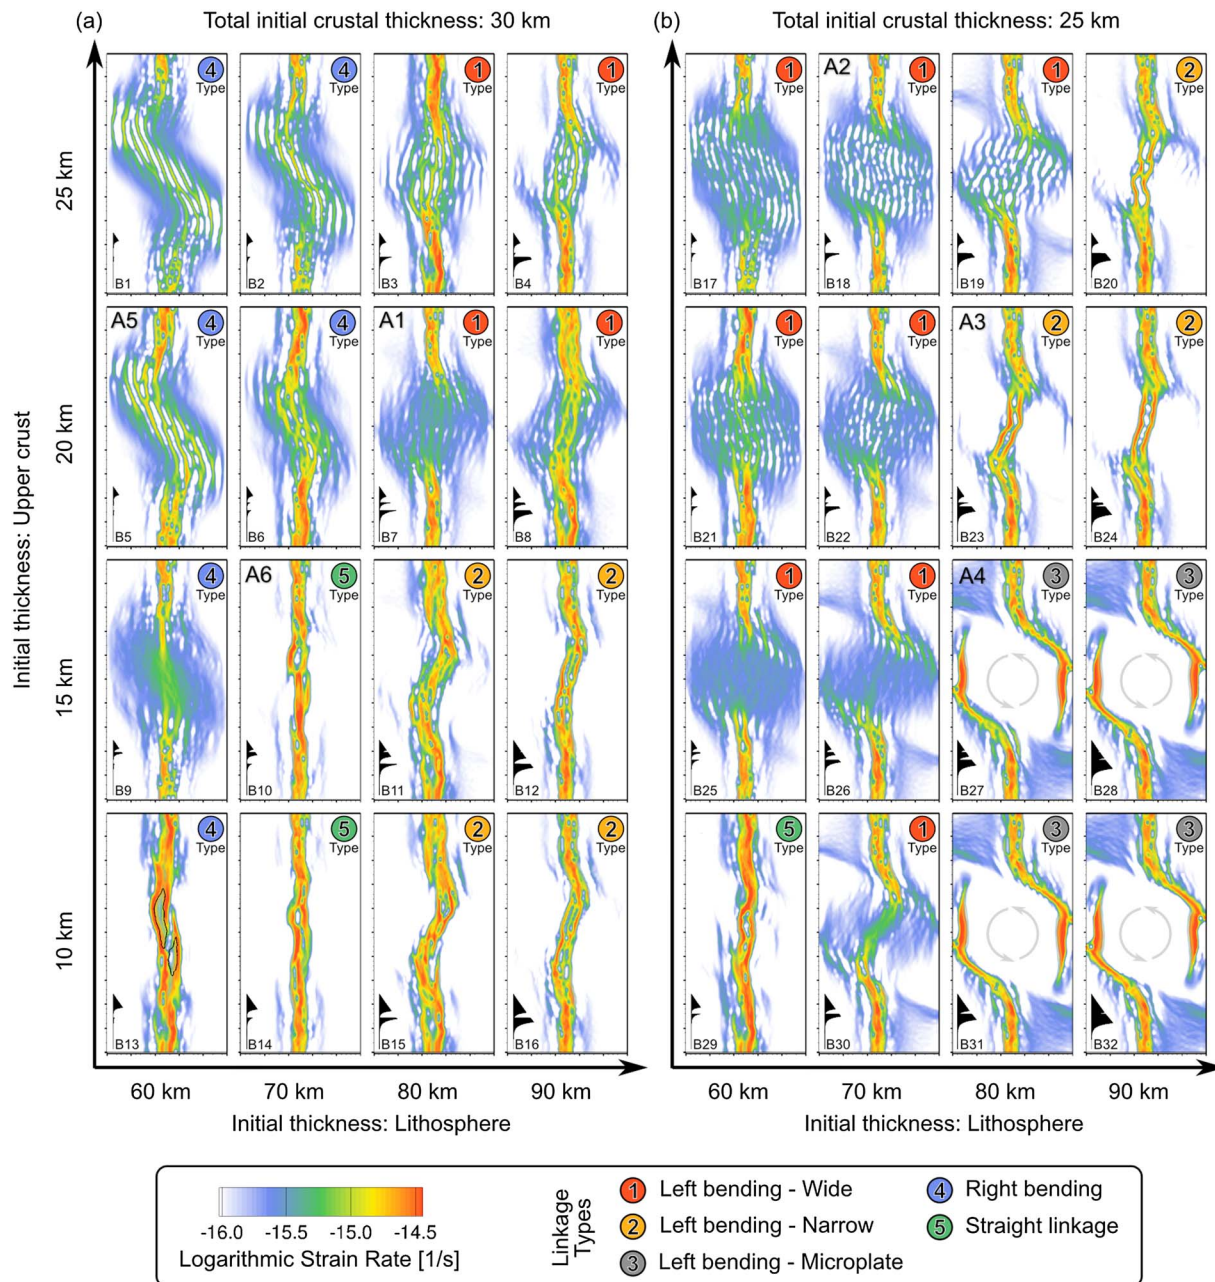 (a) Total initial crustal thickness: 30 km
(b) Total initial crustal thickness: 25 km
Initial thickness: Upper crust
25 km
4 Type B1
4 Type B2
1 Type B3
1 Type B4
1 Type B17
A2 1 Type B18
1 Type B19
2 Type B20
20 km
A5 4 Type B5
4 Type B6
A1 1 Type B7
1 Type B8
1 Type B21
1 Type B22
A3 2 Type B23
2 Type B24
15 km
4 Type B9
A6 5 Type B10
2 Type B11
2 Type B12
1 Type B25
1 Type B26
A4 3 Type B27
3 Type B28
10 km
4 Type B13
5 Type B14
2 Type B15
2 Type B16
5 Type B29
1 Type B30
3 Type B31
3 Type B32
60 km 70 km 80 km 90 km
60 km 70 km 80 km 90 km
Initial thickness: Lithosphere
Initial thickness: Lithosphere
-16.0 -15.5 -15.0 -14.5
Logarithmic Strain Rate [1/s]
Linkage
Types
1 Left bending - Wide
2 Left bending - Narrow
3 Left bending - Microplate
4 Right bending
5 Straight linkage